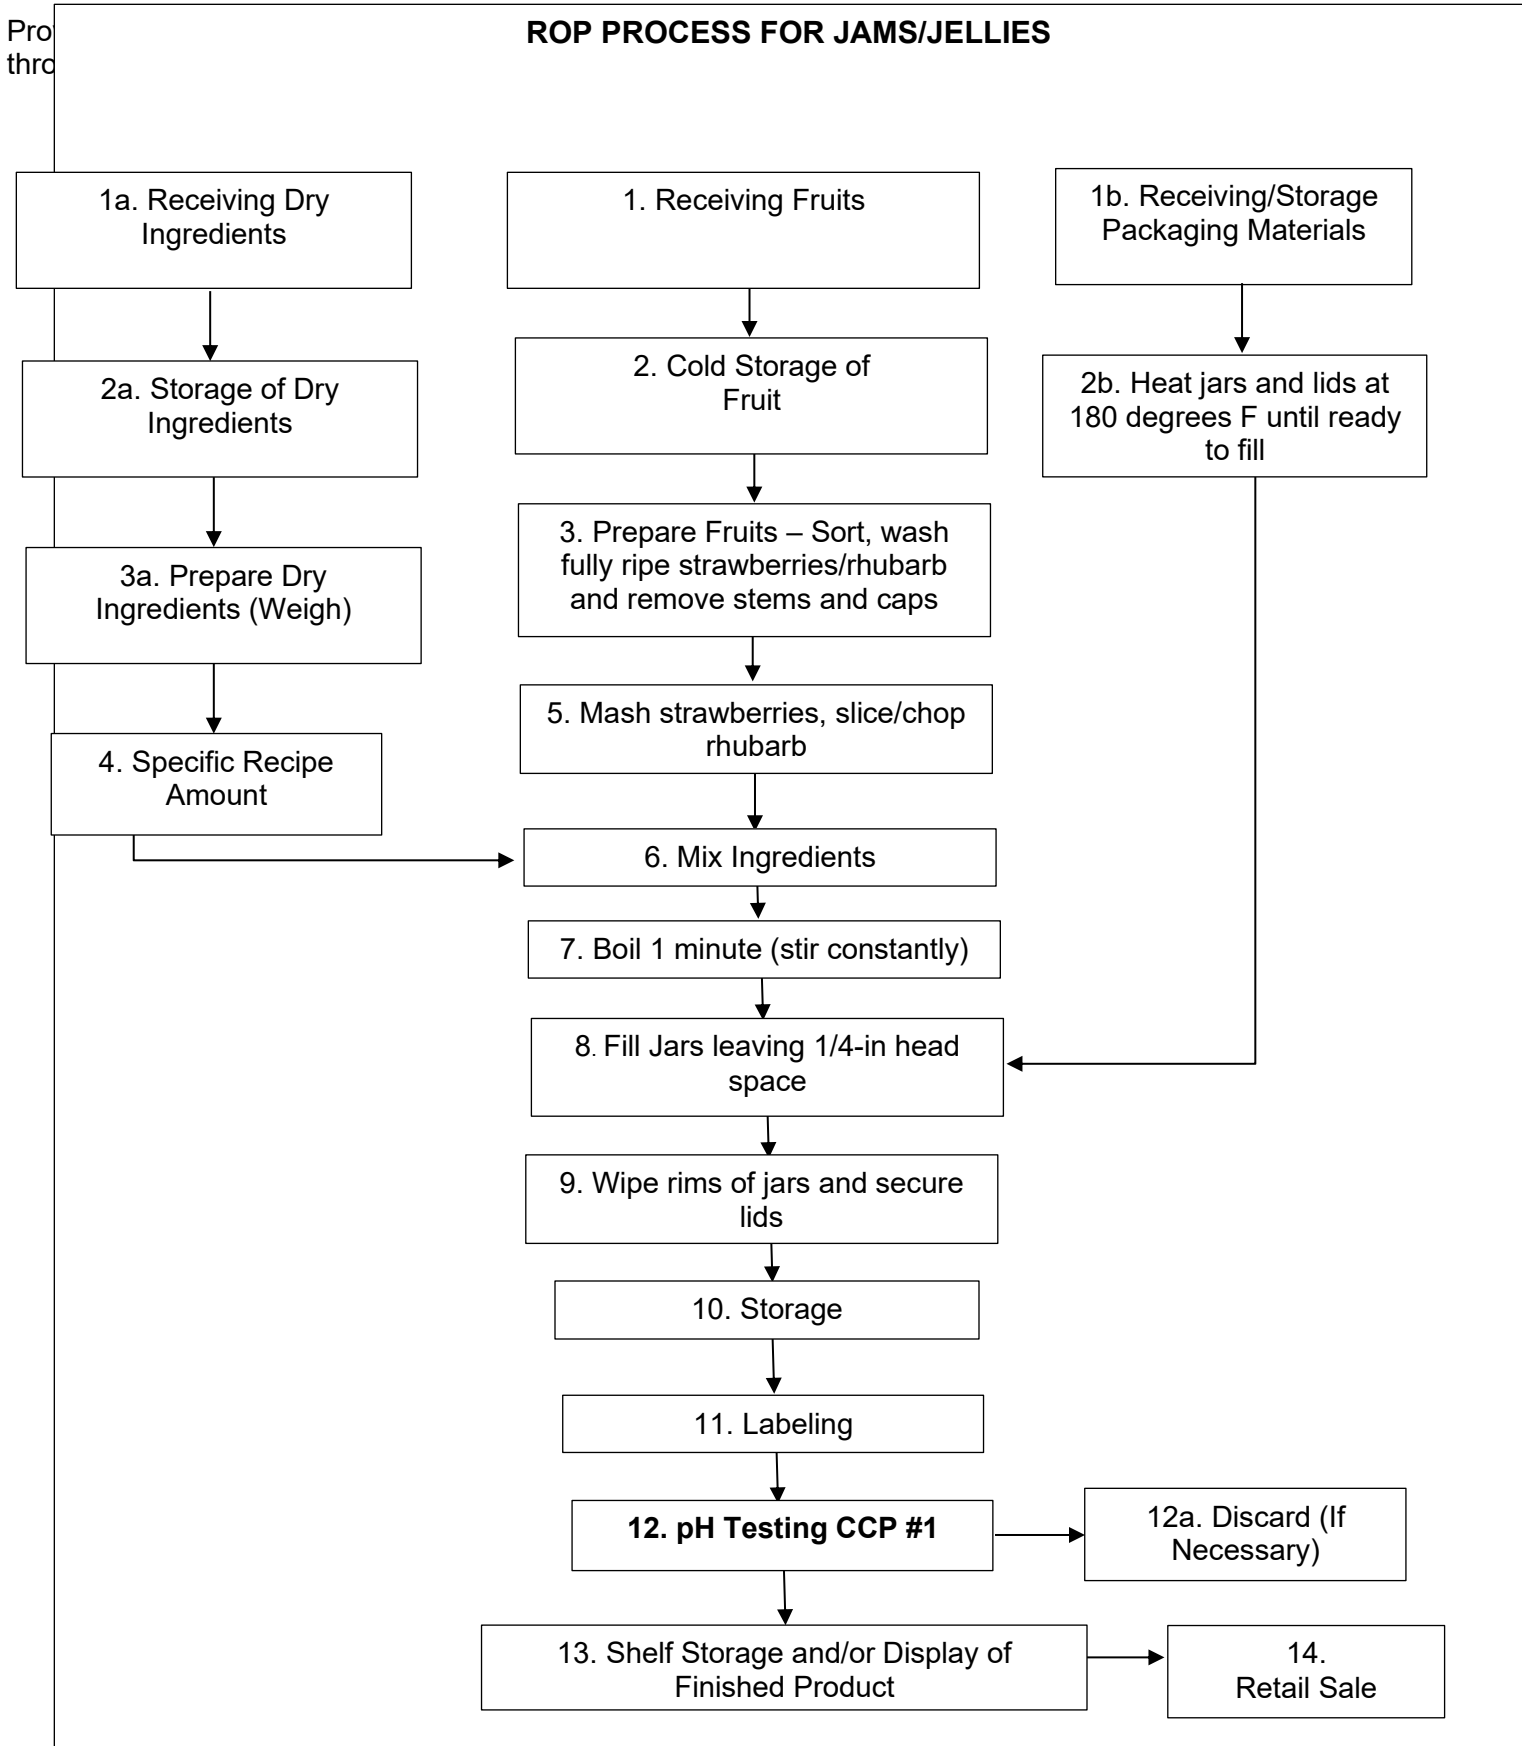 ROP PROCESS FOR JAMS/JELLIES
1a. Receiving Dry
Ingredients
1. Receiving Fruits
1b. Receiving/Storage
Packaging Materials
2a. Storage of Dry
Ingredients
2. Cold Storage of
Fruit
2b. Heat jars and lids at
180 degrees F until ready
to fill
3a. Prepare Dry
Ingredients (Weigh)
3. Prepare Fruits – Sort, wash
fully ripe strawberries/rhubarb
and remove stems and caps
4. Specific Recipe
Amount
5. Mash strawberries, slice/chop
rhubarb
6. Mix Ingredients
7. Boil 1 minute (stir constantly)
8. Fill Jars leaving 1/4-in head
space
9. Wipe rims of jars and secure
lids
10. Storage
11. Labeling
12. pH Testing CCP #1
12a. Discard (If
Necessary)
13. Shelf Storage and/or Display of
Finished Product
14.
Retail Sale